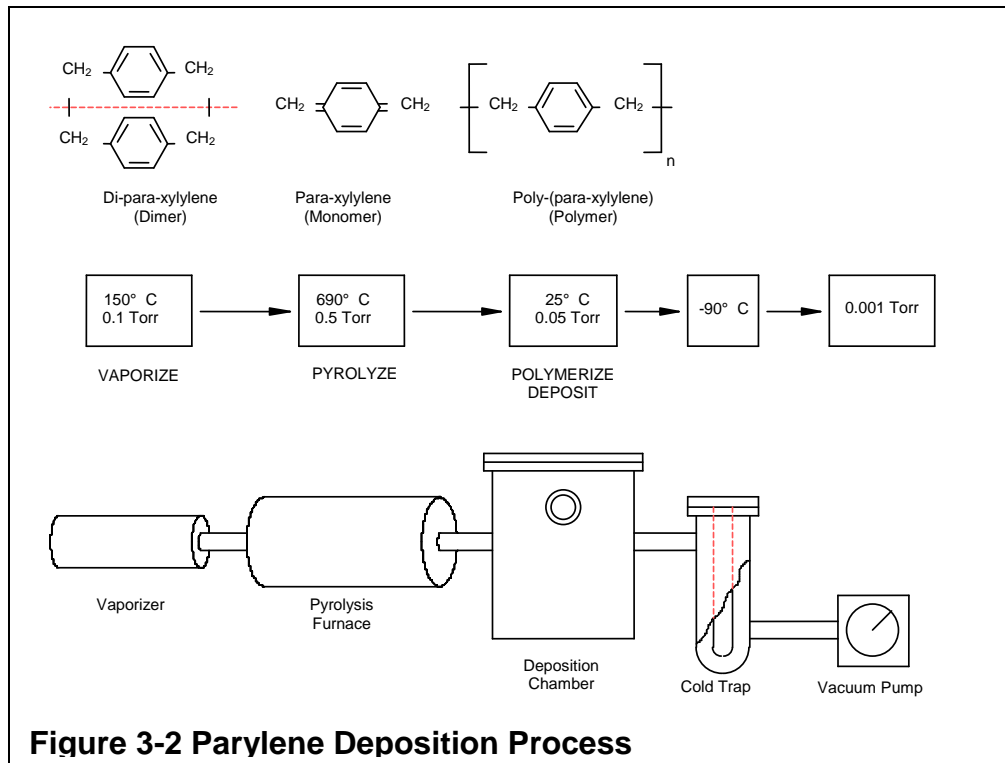 CH2 CH2
CH2 CH2
Di-para-xylylene
(Dimer)
CH2 CH2
Para-xylylene
(Monomer)
CH2 CH2
n
Poly-(para-xylylene)
(Polymer)
150° C
0.1 Torr
VAPORIZE
690° C
0.5 Torr
PYROLYZE
25° C
0.05 Torr
POLYMERIZE
DEPOSIT
-90° C
0.001 Torr
Vaporizer
Pyrolysis
Furnace
Deposition
Chamber
Cold Trap
Vacuum Pump
Figure 3-2 Parylene Deposition Process